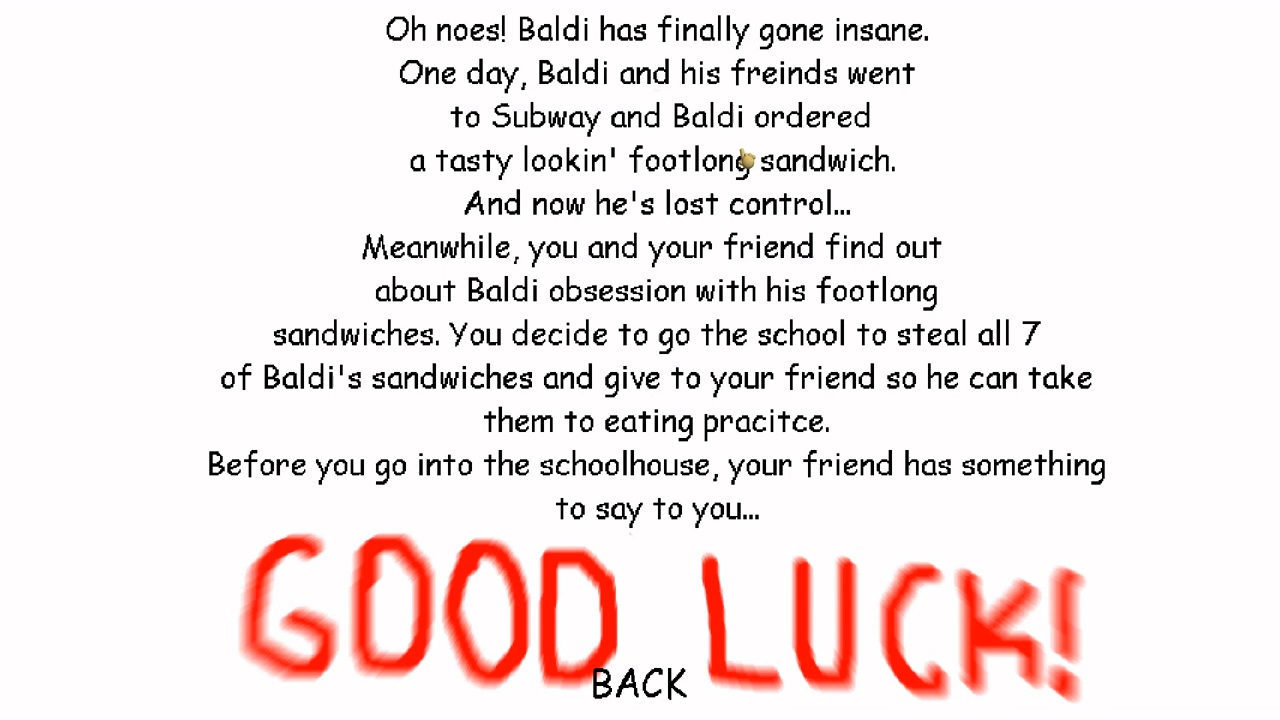 Oh noes! Baldi has finally gone insane.
One day, Baldi and his freinds went
to Subway and Baldi ordered
a tasty lookin' footlong sandwich.
And now he's lost control...
Meanwhile, you and your friend find out
about Baldi obsession with his footlong
sandwiches. You decide to go the school to steal all 7
of Baldi's sandwiches and give to your friend so he can take
them to eating pracitce.
Before you go into the schoolhouse, your friend has something
to say to you...
GOOD LUCK!
BACK